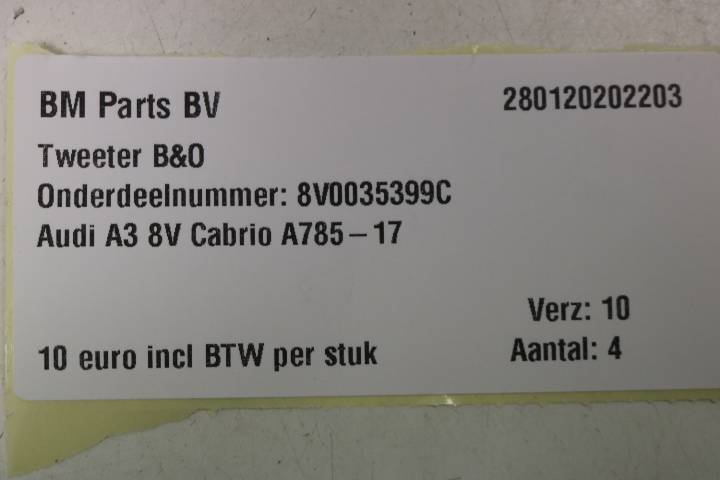 BM Parts BV
280120202203
Tweeter B&O
Onderdeelnummer: 8V0035399C
Audi A3 8V Cabrio A785-17
Verz: 10
10 euro incl BTW per stuk
Aantal: 4